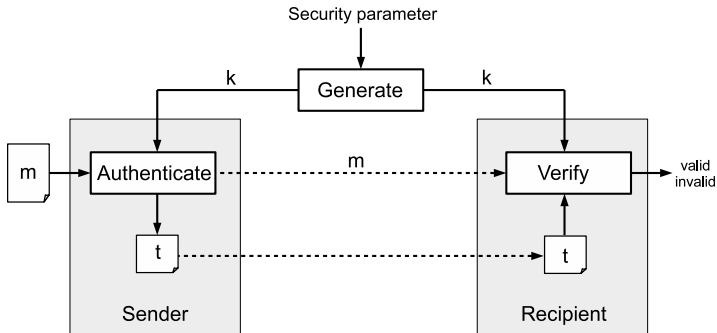 Security parameter
k
Generate
k
m
Authenticate
m
Verify
valid
invalid
t
t
Sender
Recipient